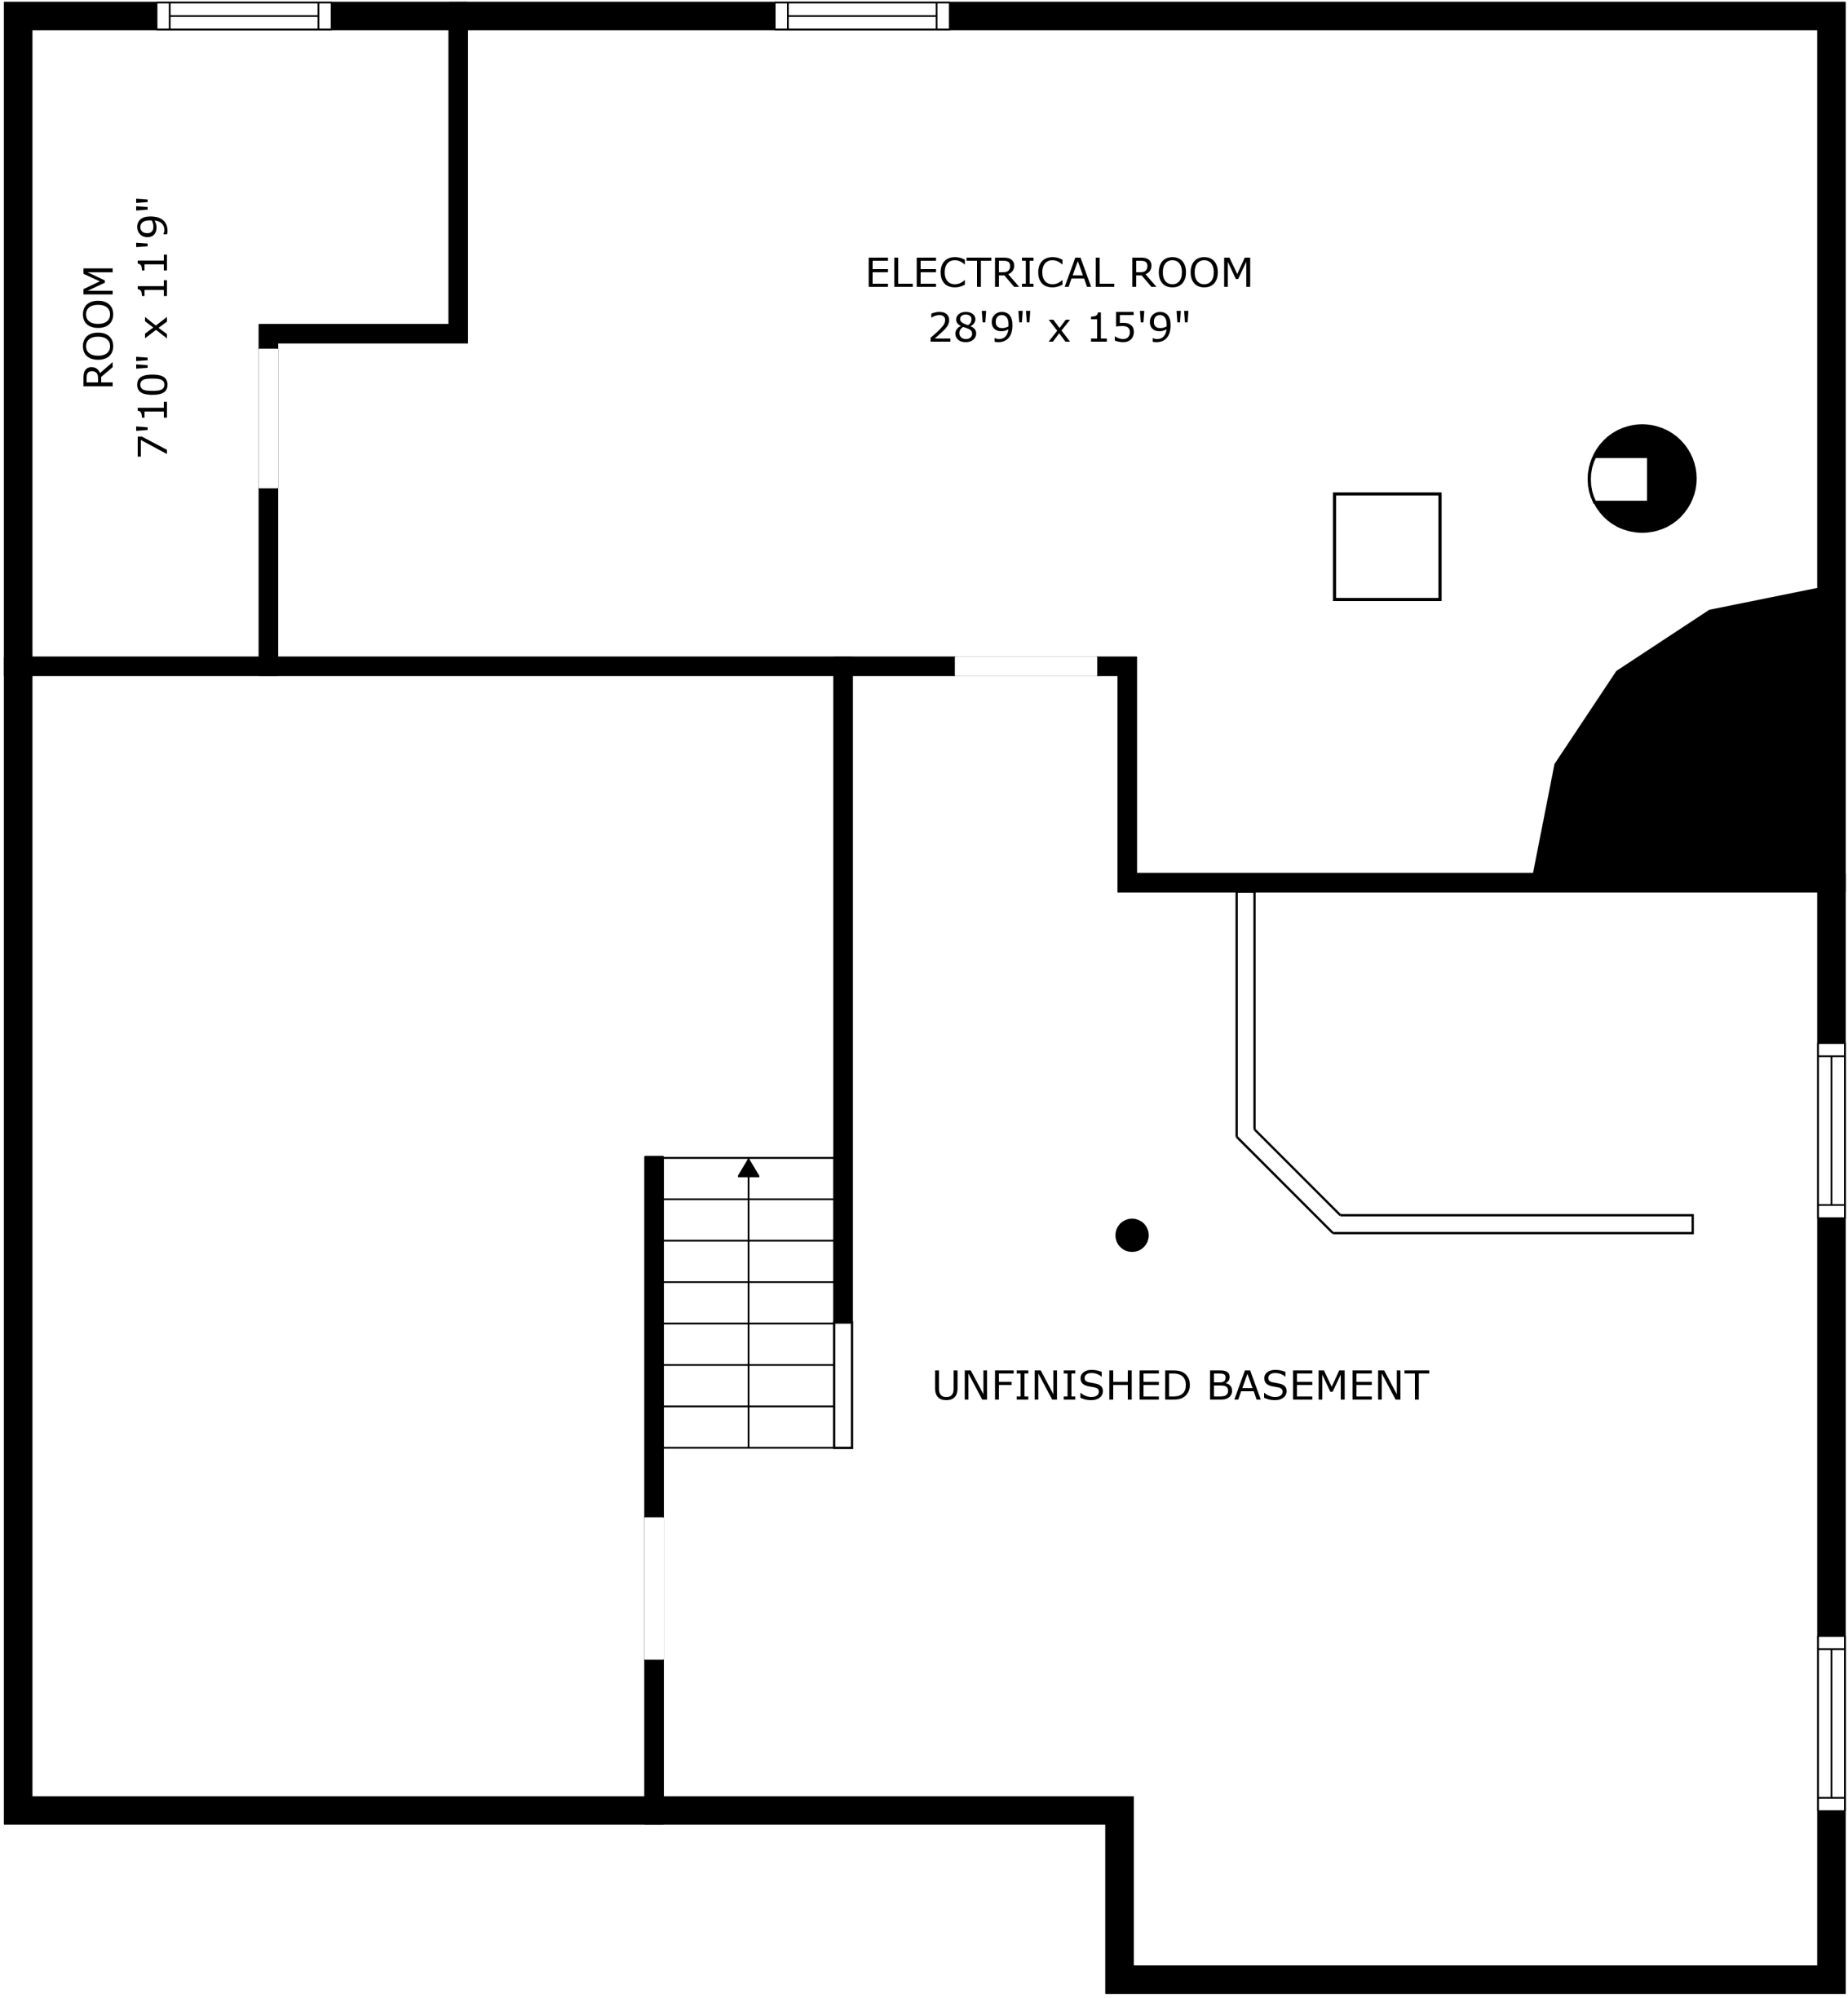 ROOM
7'10" x 11'9"
ELECTRICAL ROOM
28'9" x 15'9"
UNFINISHED BASEMENT